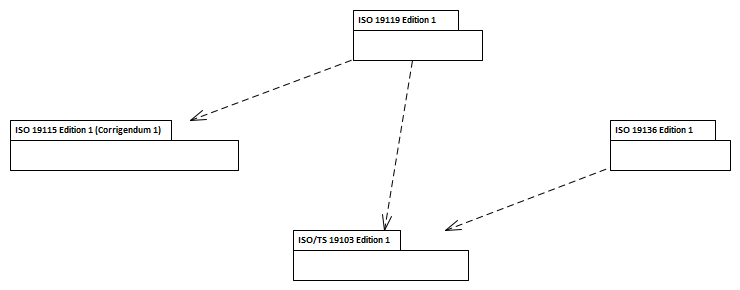 ISO 19119 Edition 1
ISO 19115 Edition 1 (Corrigendum 1)
ISO 19136 Edition 1
ISO/TS 19103 Edition 1